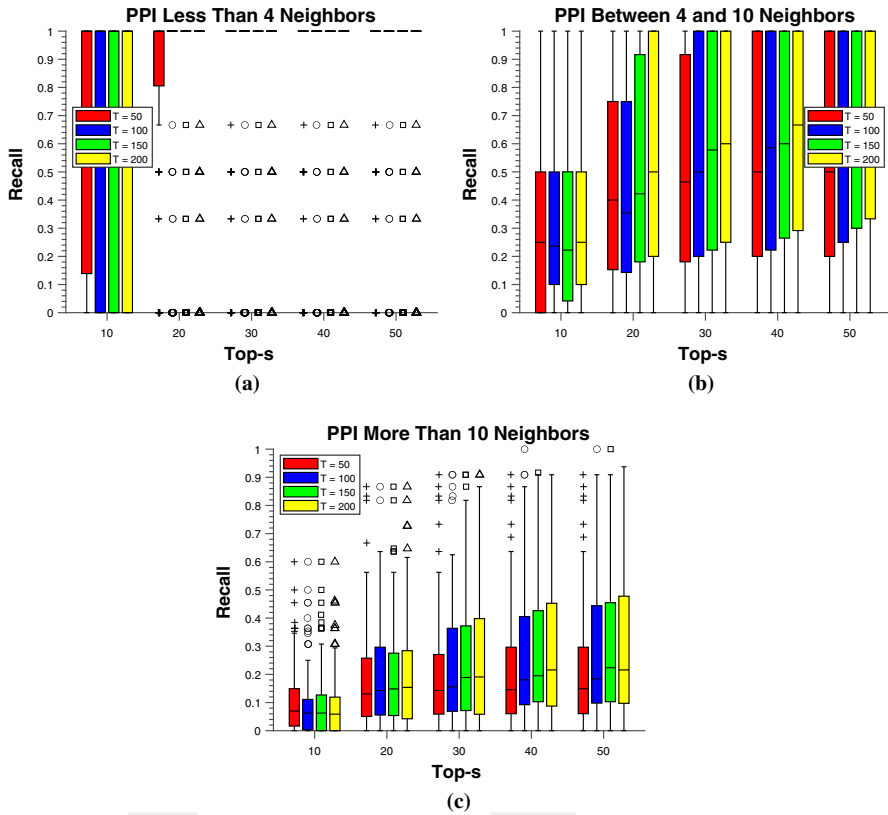 PPI Less Than 4 Neighbors
1
0.9
0.8
0.7
0.6
0.5
0.4
0.3
0.2
0.1
0
Recall
T = 50
T = 100
T = 150
T = 200
10 20 30 40 50
Top-s
(a)
PPI Between 4 and 10 Neighbors
1
0.9
0.8
0.7
0.6
0.5
0.4
0.3
0.2
0.1
0
Recall
T = 50
T = 100
T = 150
T = 200
10 20 30 40 50
Top-s
(b)
PPI More Than 10 Neighbors
1
0.9
0.8
0.7
0.6
0.5
0.4
0.3
0.2
0.1
0
Recall
T = 50
T = 100
T = 150
T = 200
10 20 30 40 50
Top-s
(c)